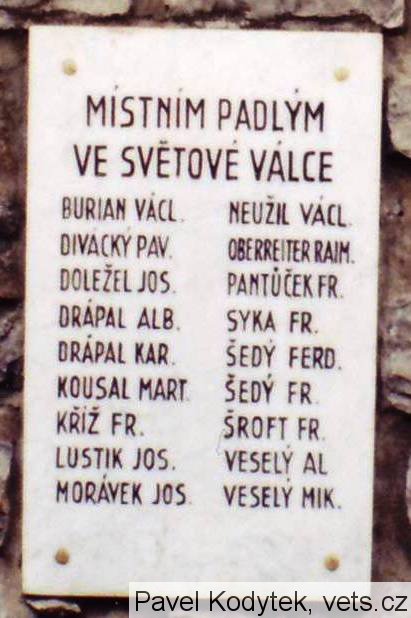 MÍSTNÍM PADLÝM
VE SVĚTOVÉ VÁLCE
BURIAN VÁCL.
DIVÁCKÝ PAV.
DOLEŽEL JOS.
DRÁPAL ALB.
DRÁPAL KAR.
KOUSAL MART.
KŘÍŽ FR.
LUSTIK JOS.
MORÁVEK JOS.
NEUŽIL VÁCL.
OBERREITER RAIM.
PANTŮČEK FR.
SYKA FR.
ŠEDÝ FERD.
ŠEDÝ FR.
ŠROFT FR.
VESELÝ AL
VESELÝ MIK.
Pavel Kodytek, vets.cz